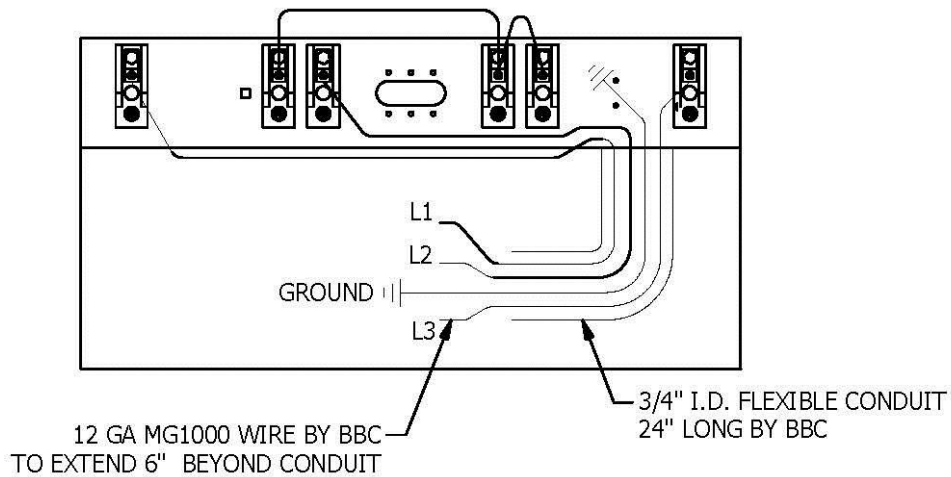 L1
L2
GROUND
L3
3/4" I.D. FLEXIBLE CONDUIT
24" LONG BY BBC
12 GA MG1000 WIRE BY BBC
TO EXTEND 6" BEYOND CONDUIT